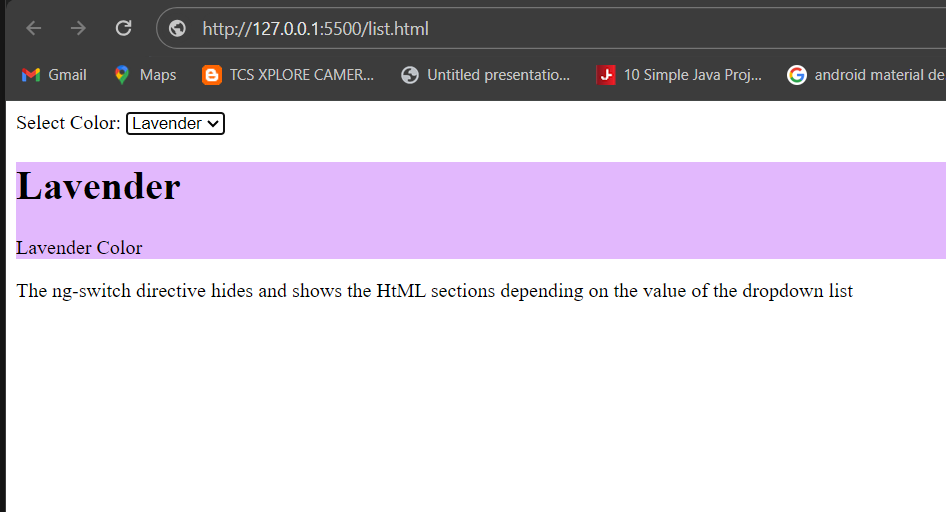 http://127.0.0.1:5500/list.html
Gmail Maps TCS XPLORE CAMER... Untitled presentatio... 10 Simple Java Proj... android material de
Select Color: Lavender
Lavender
Lavender Color
The ng-switch directive hides and shows the HtML sections depending on the value of the dropdown list